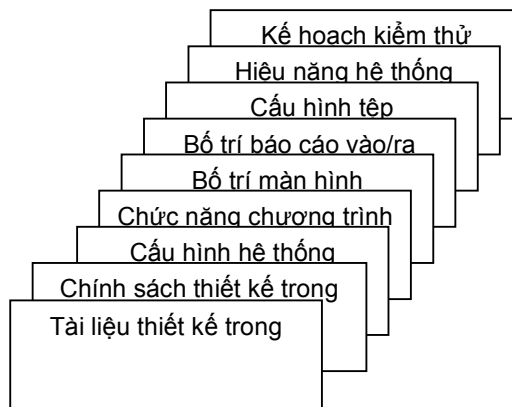 Kế hoạch kiểm thử
Hiệu năng hệ thống
Cấu hình tệp
Bố trí báo cáo vào/ra
Bố trí màn hình
Chức năng chương trình
Cấu hình hệ thống
Chính sách thiết kế trong
Tài liệu thiết kế trong